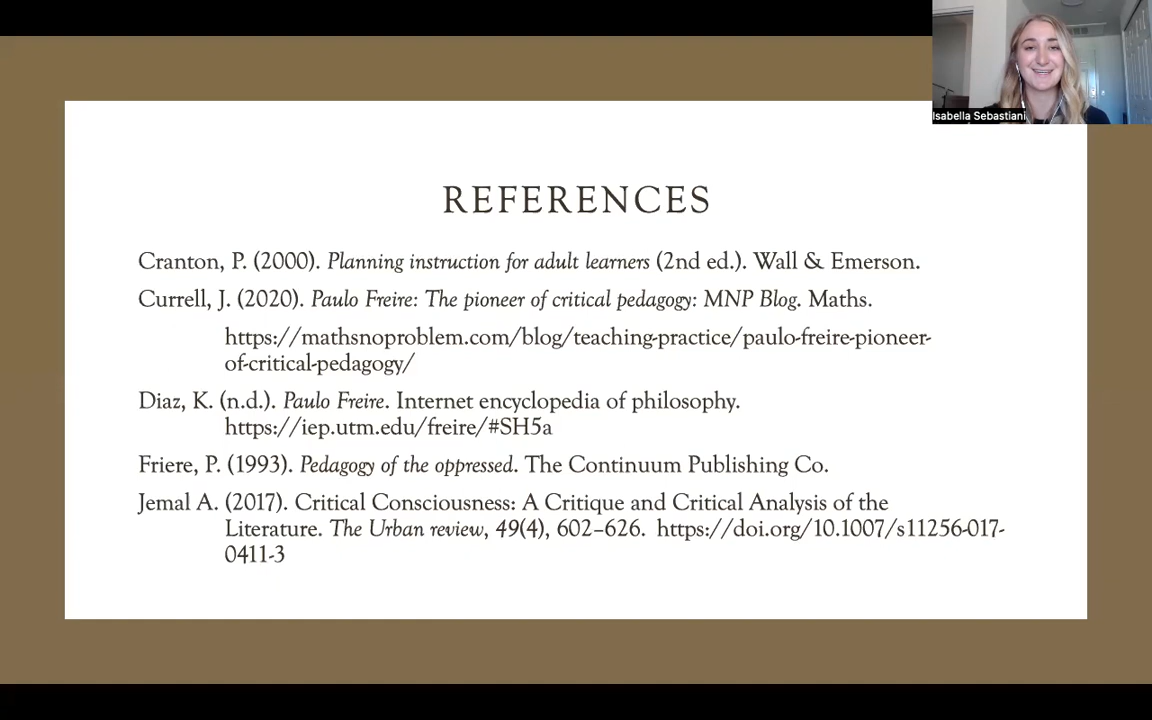 Isabella Sebastiani
REFERENCES
Cranton, P. (2000). Planning instruction for adult learners (2nd ed.). Wall & Emerson.
Currell, J. (2020). Paulo Freire: The pioneer of critical pedagogy: MNP Blog. Maths.
https://mathsnoproblem.com/blog/teaching-practice/paulo-freire-pioneer-
of-critical-pedagogy/
Diaz, K. (n.d.). Paulo Freire. Internet encyclopedia of philosophy.
https://iep.utm.edu/freire/#SH5a
Friere, P. (1993). Pedagogy of the oppressed. The Continuum Publishing Co.
Jemal A. (2017). Critical Consciousness: A Critique and Critical Analysis of the
Literature. The Urban review, 49(4), 602–626. https://doi.org/10.1007/s11256-017-
0411-3